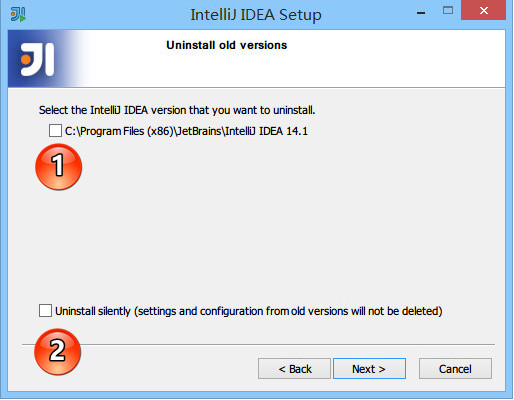 IntelliJ IDEA Setup
Uninstall old versions
Select the IntelliJ IDEA version that you want to uninstall.
C:\Program Files (x86)\JetBrains\IntelliJ IDEA 14.1
1
Uninstall silently (settings and configuration from old versions will not be deleted)
2
< Back
Next >
Cancel